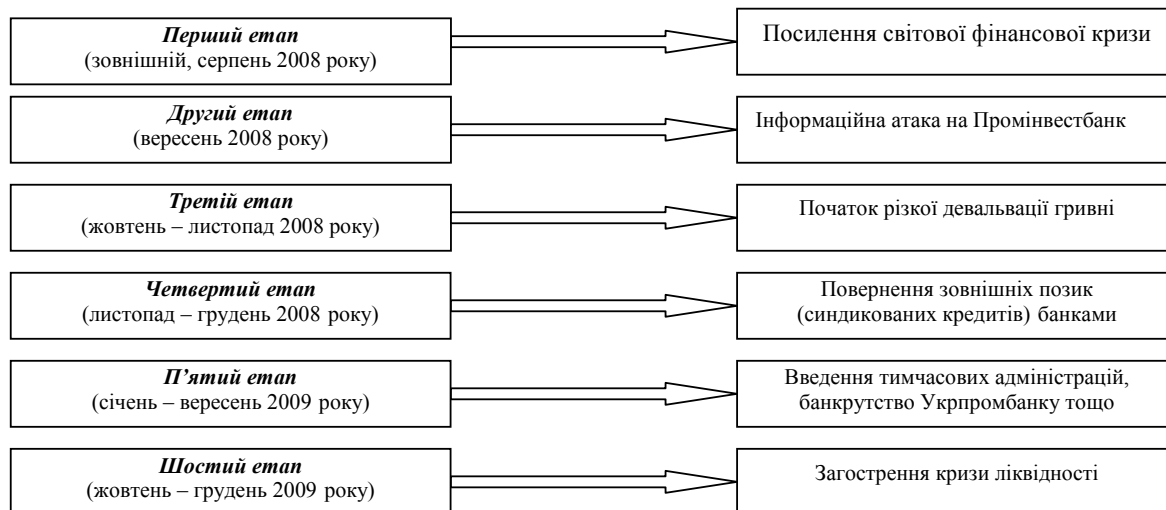 Перший етап
(зовнішній, серпень 2008 року)
Посилення світової фінансової кризи
Другий етап
(вересень 2008 року)
Інформаційна атака на Промінвестбанк
Третій етап
(жовтень – листопад 2008 року)
Початок різкої девальвації гривні
Четвертий етап
(листопад – грудень 2008 року)
Повернення зовнішніх позик
(синдикованих кредитів) банками
П’ятий етап
(січень – вересень 2009 року)
Введення тимчасових адміністрацій,
банкрутство Укрпромбанку тощо
Шостий етап
(жовтень – грудень 2009 року)
Загострення кризи ліквідності